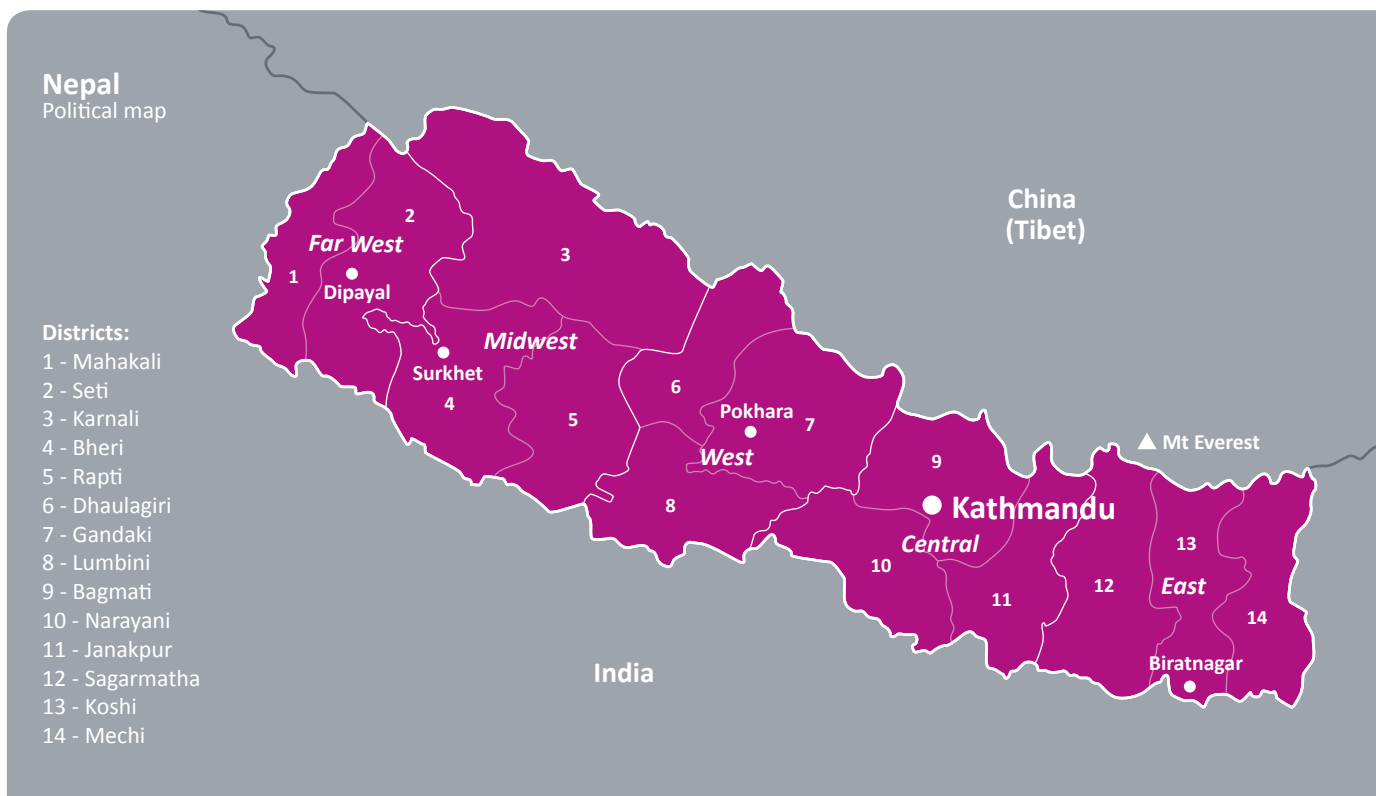 Nepal
Political map
China
(Tibet)
2
Far West
3
1
Dipayal
Districts:
1 - Mahakali
2 - Seti
3 - Karnali
4 - Bheri
5 - Rapti
6 - Dhaulagiri
7 - Gandaki
8 - Lumbini
9 - Bagmati
10 - Narayani
11 - Janakpur
12 - Sagarmatha
13 - Koshi
14 - Mechi
Midwest
Surkhet
4
5
6
Pokhara
7
West
8
Mt Everest
9
Kathmandu
Central
10
11
12
13
East
14
Biratnagar
India